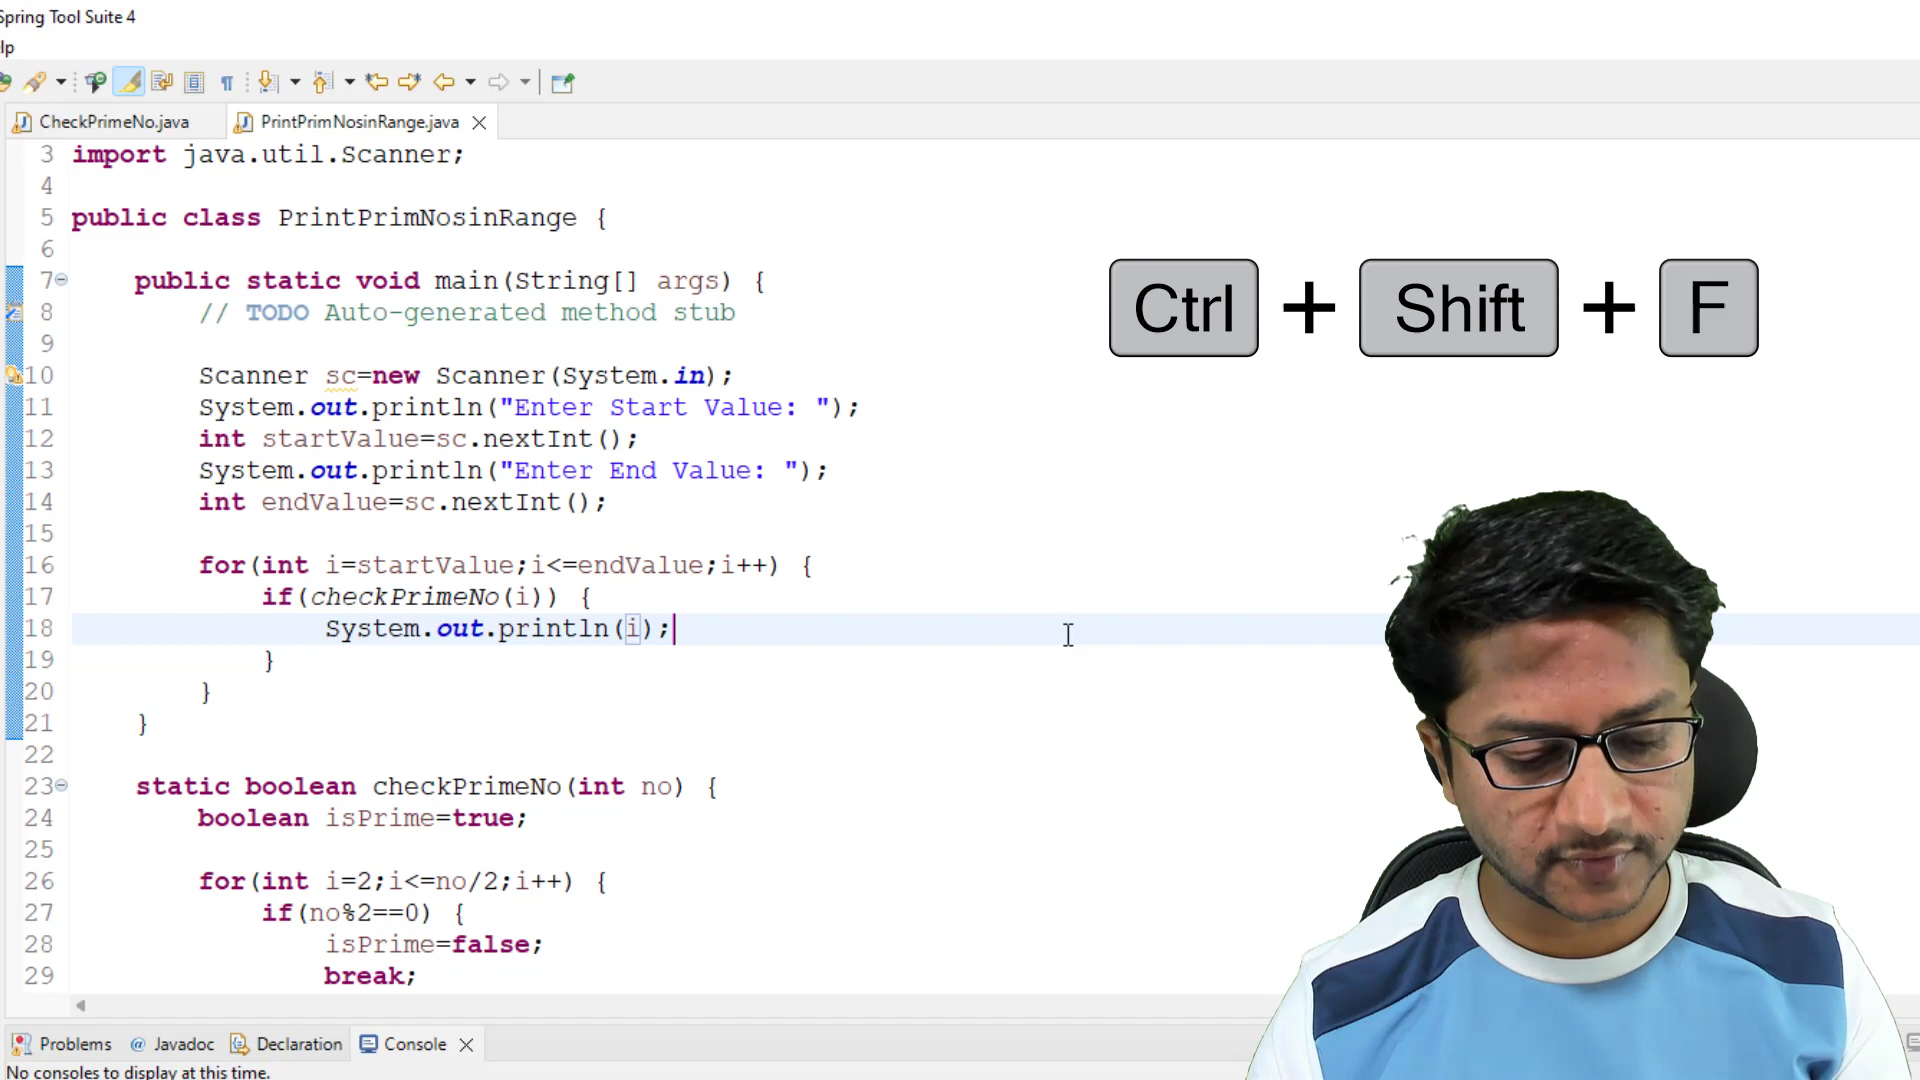 Spring Tool Suite 4
lp
CheckPrimeNo.java
PrintPrimNosinRange.java
3 import java.util.Scanner;
4
5 public class PrintPrimNosinRange {
6
7 public static void main(String[] args) {
8 // TODO Auto-generated method stub
9
10 Scanner sc=new Scanner(System.in);
11 System.out.println("Enter Start Value: ");
12 int startValue=sc.nextInt();
13 System.out.println("Enter End Value: ");
14 int endValue=sc.nextInt();
15
16 for(int i=startValue;i<=endValue;i++) {
17 if(checkPrimeNo(i)) {
18 System.out.println(i);
19 }
20 }
21 }
22
23 static boolean checkPrimeNo(int no) {
24 boolean isPrime=true;
25
26 for(int i=2;i<=no/2;i++) {
27 if(no%2==0) {
28 isPrime=false;
29 break;
Ctrl + Shift + F
Problems @ Javadoc Declaration Console
No consoles to display at this time.